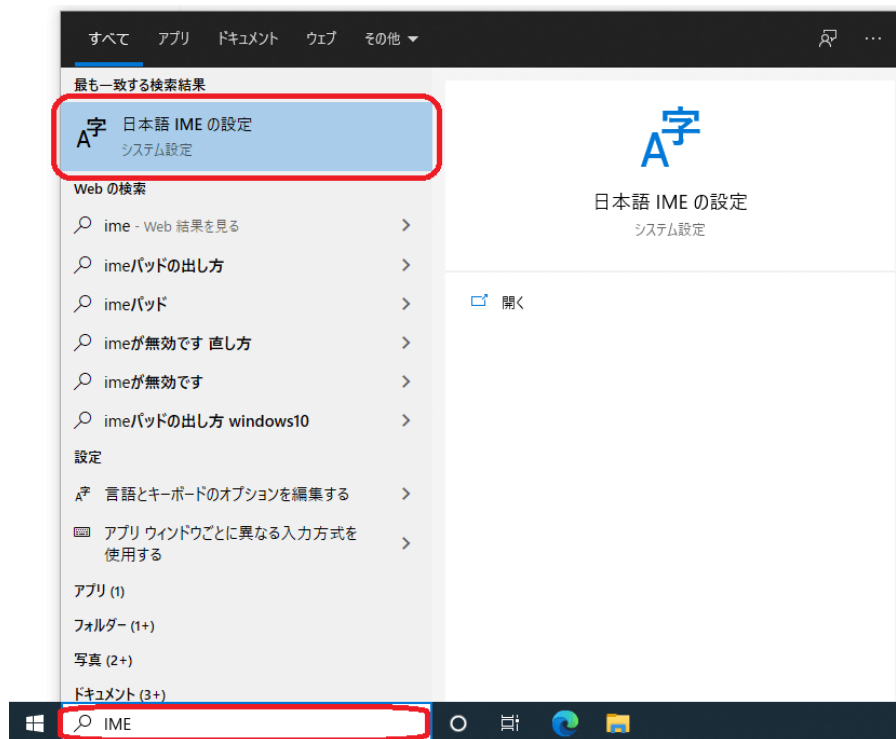 すべて アプリ ドキュメント ウェブ その他
最も一致する検索結果
日本語 IME の設定
システム設定
Web の検索
ime - Web 結果を見る
imeパッドの出し方
imeパッド
imeが無効です 直し方
imeが無効です
imeパッドの出し方 windows10
設定
言語とキーボードのオプションを編集する
アプリ ウィンドウごとに異なる入力方式を
使用する
アプリ (1)
フォルダー (1+)
写真 (2+)
ドキュメント (3+)
IME
A字
日本語 IME の設定
システム設定
開く